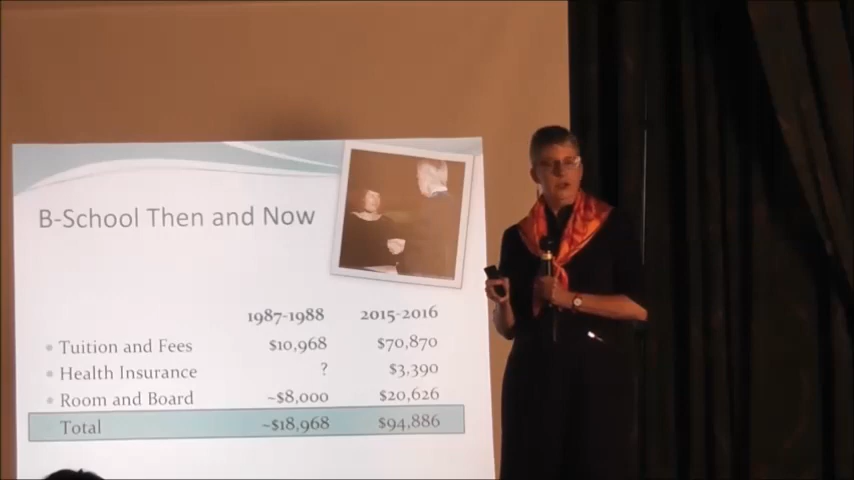 B-School Then and Now
1987-1988 2015-2016
Tuition and Fees $10,968 $70,870
Health Insurance ? $3,390
Room and Board ~$8,000 $20,626
Total ~$18,968 $94,886